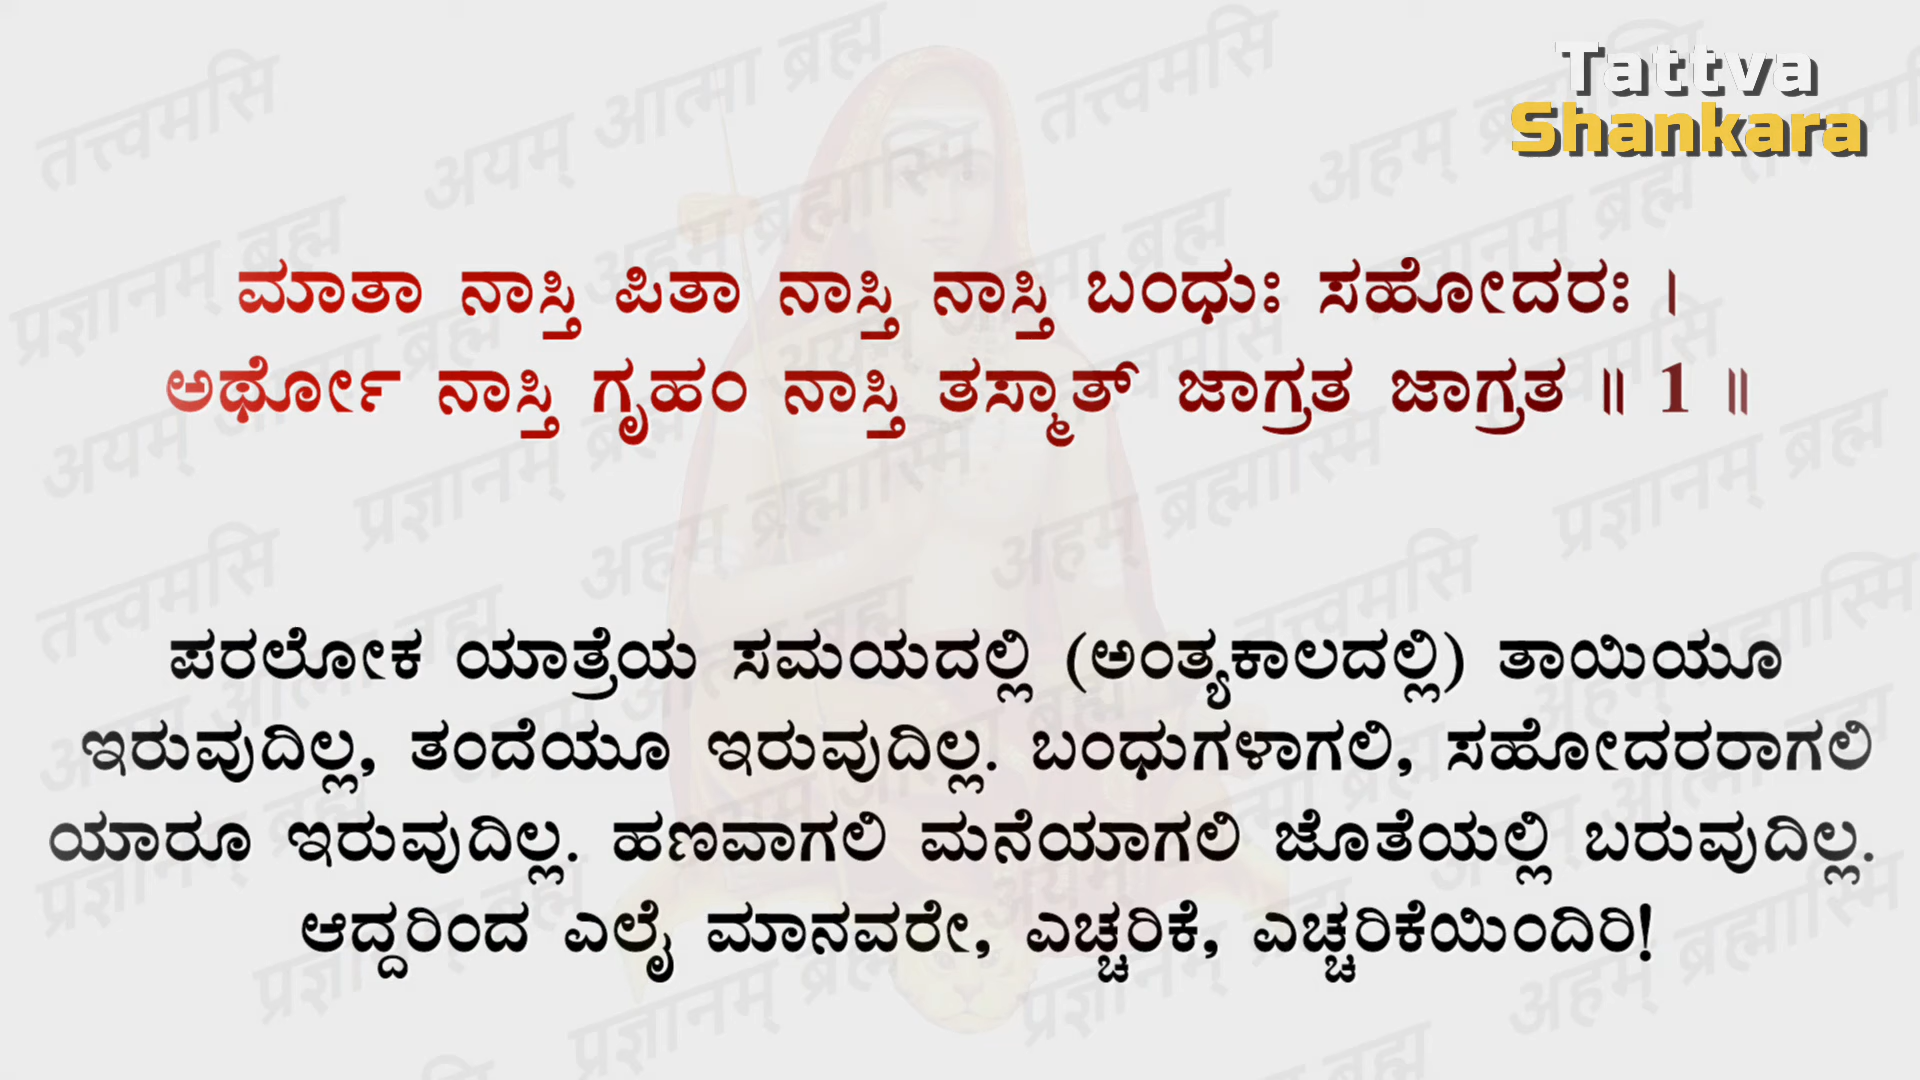 Tattva
Shankara
ಮಾತಾ ನಾಸ್ತಿ ಪಿತಾ ನಾಸ್ತಿ ನಾಸ್ತಿ ಬಂಧುಃ ಸಹೋದರಃ ।
ಅರ್ಥೋ ನಾಸ್ತಿ ಗೃಹಂ ನಾಸ್ತಿ ತಸ್ಮಾತ್ ಜಾಗ್ರತ ಜಾಗ್ರತ ॥ 1 ॥
ಪರಲೋಕ ಯಾತ್ರೆಯ ಸಮಯದಲ್ಲಿ (ಅಂತ್ಯಕಾಲದಲ್ಲಿ) ತಾಯಿಯೂ
ಇರುವುದಿಲ್ಲ, ತಂದೆಯೂ ಇರುವುದಿಲ್ಲ. ಬಂಧುಗಳಾಗಲಿ, ಸಹೋದರರಾಗಲಿ
ಯಾರೂ ಇರುವುದಿಲ್ಲ. ಹಣವಾಗಲಿ ಮನೆಯಾಗಲಿ ಜೊತೆಯಲ್ಲಿ ಬರುವುದಿಲ್ಲ.
ಆದ್ದರಿಂದ ಎಲೈ ಮಾನವರೇ, ಎಚ್ಚರಿಕೆ, ಎಚ್ಚರಿಕೆಯಿಂದಿರಿ!